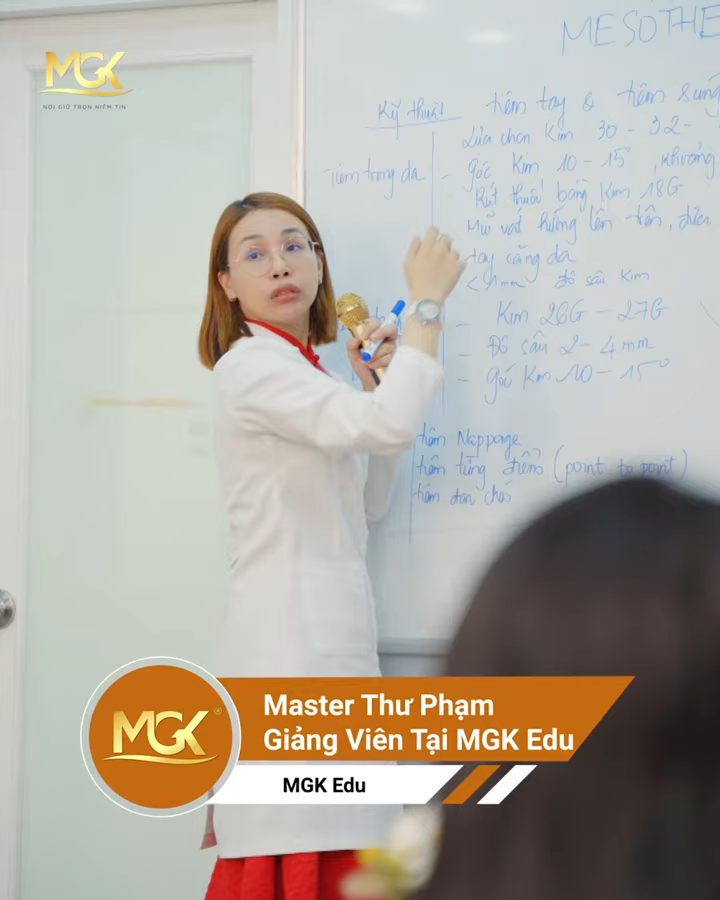 MGK
NƠI GIỮ TRỌN NIỀM TIN
MESOTHE
Kỹ thuật tiêm tay & tiêm súng
Lựa chọn Kim 30 - 32 -
Tiêm trong da - góc Kim 10 - 15° , Khoảng
Rút thuốc bằng Kim 18G
Mũi vát hướng lên trên,
tay căng da
< 1mm độ sâu Kim
- Kim 26G - 27G
- Độ sâu 2 - 4 mm
- góc Kim 10 - 15°
tiêm Nappage
tiêm từng điểm (point to point)
tiêm đan chéo
MGK
Master Thư Phạm
Giảng Viên Tại MGK Edu
MGK Edu